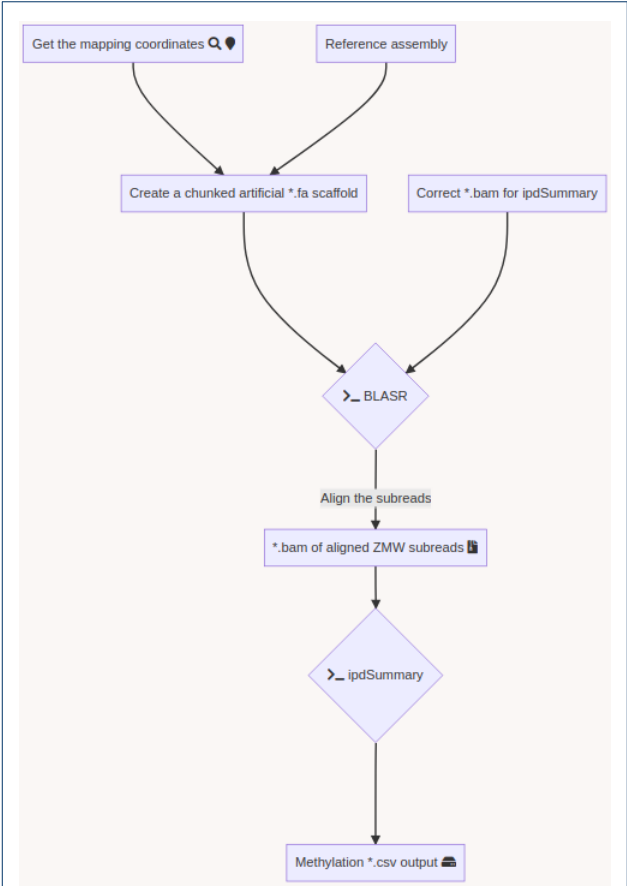 Get the mapping coordinates
Reference assembly
Create a chunked artificial *.fa scaffold
Correct *.bam for ipdSummary
>_ BLASR
Align the subreads
*.bam of aligned ZMW subreads
>_ ipdSummary
Methylation *.csv output